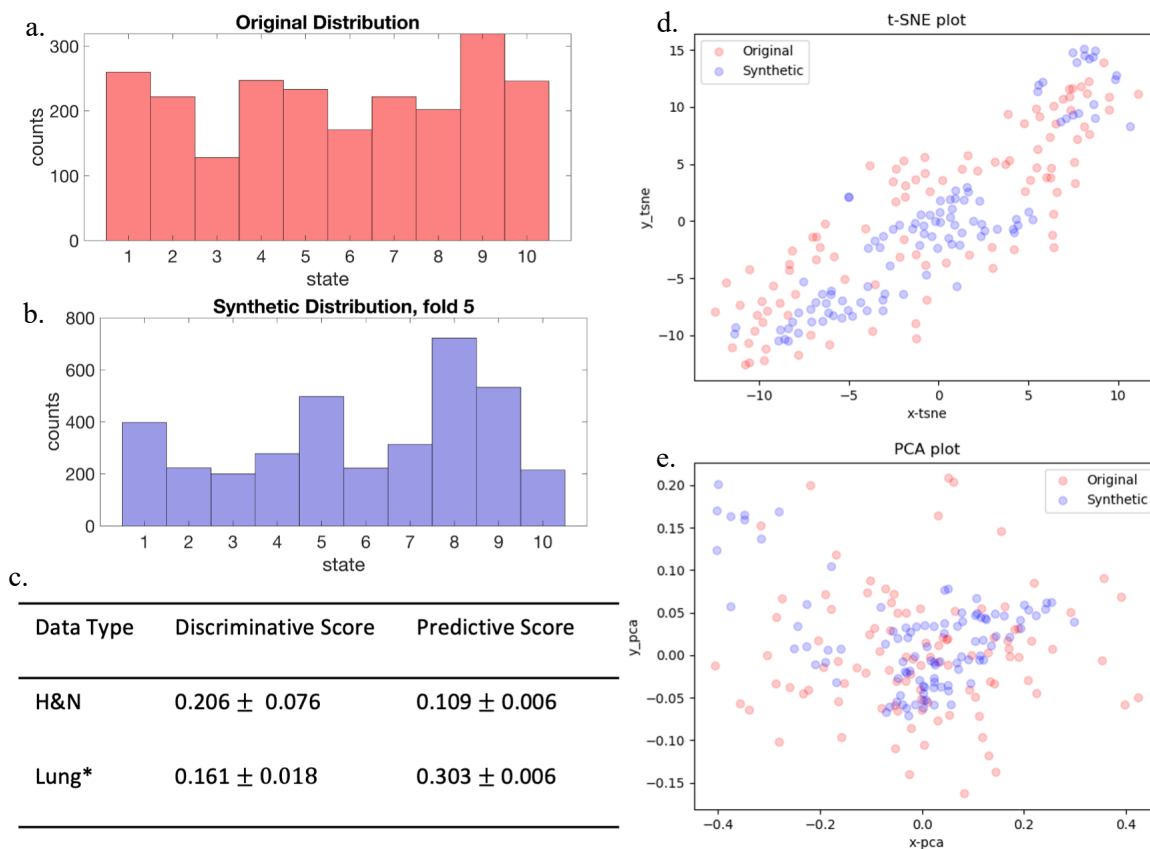 a.
Original Distribution
300
200
100
0
counts
1 2 3 4 5 6 7 8 9 10
state
b.
Synthetic Distribution, fold 5
800
600
400
200
0
counts
1 2 3 4 5 6 7 8 9 10
state
c.
Data Type Discriminative Score Predictive Score
H&N 0.206 ± 0.076 0.109 ± 0.006
Lung* 0.161 ± 0.018 0.303 ± 0.006
d.
t-SNE plot
Original
Synthetic
15
10
5
0
−5
−10
y_tsne
−10 −5 0 5 10
x-tsne
e.
PCA plot
Original
Synthetic
0.20
0.15
0.10
0.05
0.00
−0.05
−0.10
−0.15
y_pca
−0.4 −0.2 0.0 0.2 0.4
x-pca